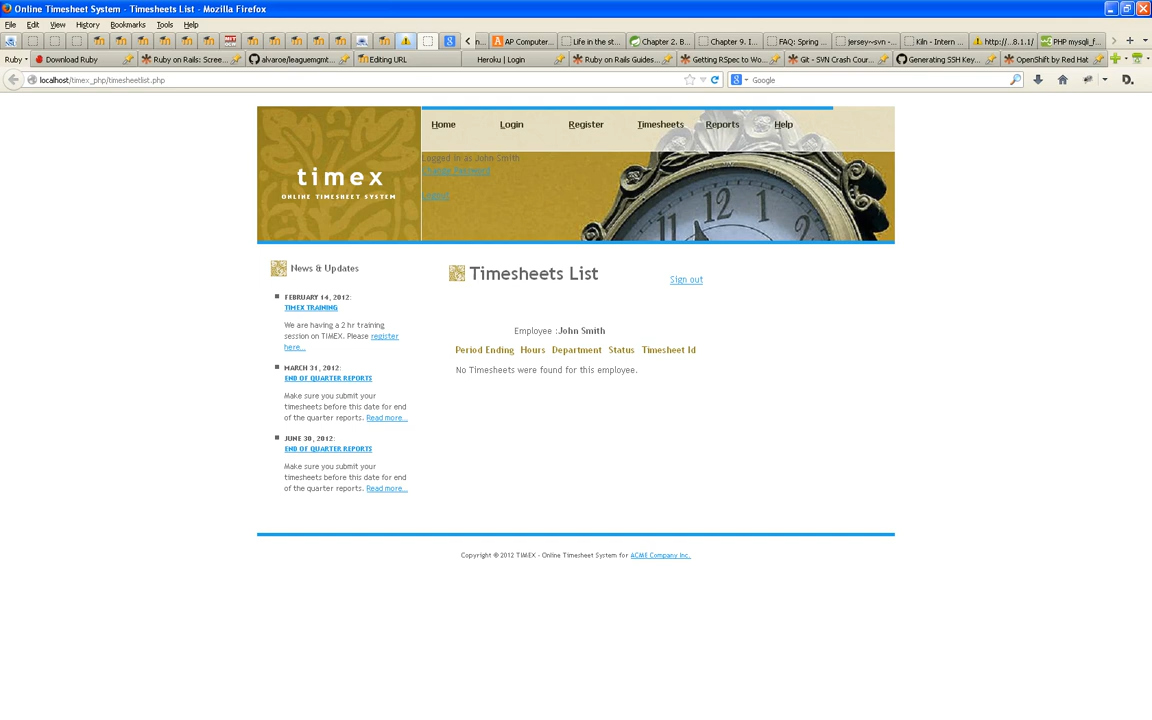 Online Timesheet System - Timesheets List - Mozilla Firefox
File Edit View History Bookmarks Tools Help
n... AP Computer... Life in the st... Chapter 2. B... Chapter 9. I... FAQ: Spring ... jersey~svn -... Kiln - Intern ... http://...8.1.1/ PHP mysqli_f...
Ruby Download Ruby Ruby on Rails: Scree... alvaroe/leaguemgmt... Editing URL Heroku | Login Ruby on Rails Guides... Getting RSpec to Wo... Git - SVN Crash Cour... Generating SSH Key... OpenShift by Red Hat
localhost/timex_php/timesheetlist.php Google
Home Login Register Timesheets Reports Help
Logged in as John Smith
Change Password
timex
ONLINE TIMESHEET SYSTEM
Logout
News & Updates
Timesheets List
Sign out
FEBRUARY 14, 2012:
TIMEX TRAINING
We are having a 2 hr training
session on TIMEX. Please register
here...
MARCH 31, 2012:
END OF QUARTER REPORTS
Make sure you submit your
timesheets before this date for end
of the quarter reports. Read more...
JUNE 30, 2012:
END OF QUARTER REPORTS
Make sure you submit your
timesheets before this date for end
of the quarter reports. Read more...
Employee :John Smith
Period Ending Hours Department Status Timesheet Id
No Timesheets were found for this employee.
Copyright © 2012 TIMEX - Online Timesheet System for ACME Company Inc.